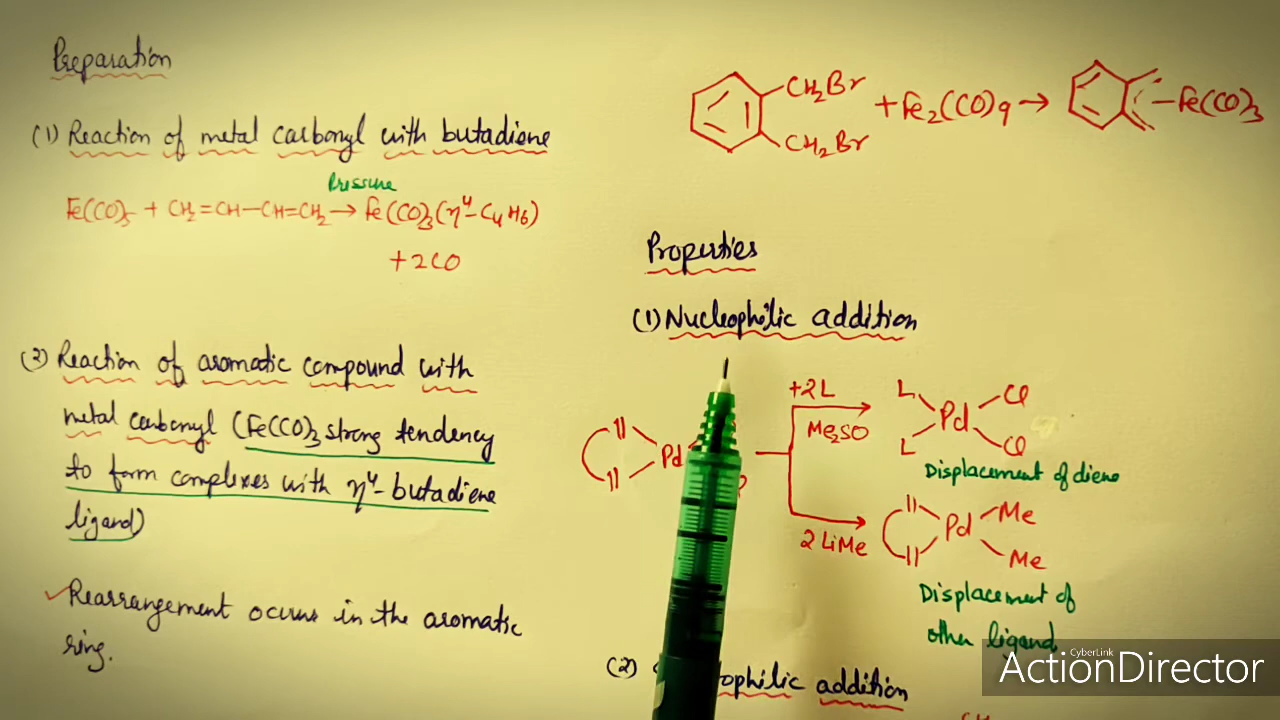 Preparation
(1) Reaction of metal carbonyl with butadiene
Pressure
Fe(CO)5 + CH2=CH-CH=CH2 → Fe(CO)3(η4-C4H6)
+2CO
(2) Reaction of aromatic compound with
metal carbonyl (Fe(CO)3 strong tendency
to form complexes with η4-butadiene
ligand)
✓Rearrangement occurs in the aromatic
ring.
CH2Br
CH2Br
+Fe2(CO)9 →
-Fe(CO)3
Properties
(1) Nucleophilic addition
Pd
+2L
Me2SO
L
L
Pd
Cl
Cl
Displacement of diene
2 LiMe
Pd
Me
Me
Displacement of
other ligand
(2)
addition
CyberLink
ActionDirector